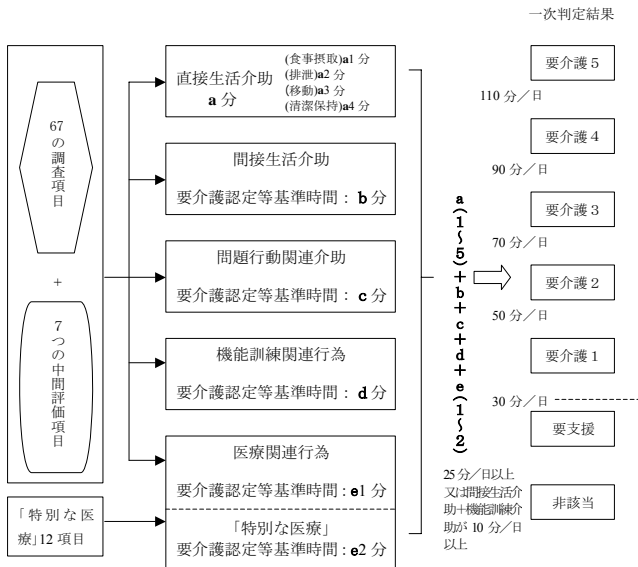 一次判定結果
67の調査項目
+
7つの中間評価項目
「特別な医
療」12 項目
直接生活介助
a 分
(食事摂取)a1 分
(排泄)a2 分
(移動)a3 分
(清潔保持)a4 分
間接生活介助
要介護認定等基準時間：b 分
問題行動関連介助
要介護認定等基準時間：c 分
機能訓練関連行為
要介護認定等基準時間：d 分
医療関連行為
要介護認定等基準時間：e1 分
「特別な医療」
要介護認定等基準時間：e2 分
a(1～5)+b+c+d+e(1～2)
要介護５
110 分／日
要介護４
90 分／日
要介護３
70 分／日
要介護２
50 分／日
要介護１
30 分／日
要支援
25 分／日以上
又は間接生活介
助＋機能訓練介
助が 10 分／日
以上
非該当